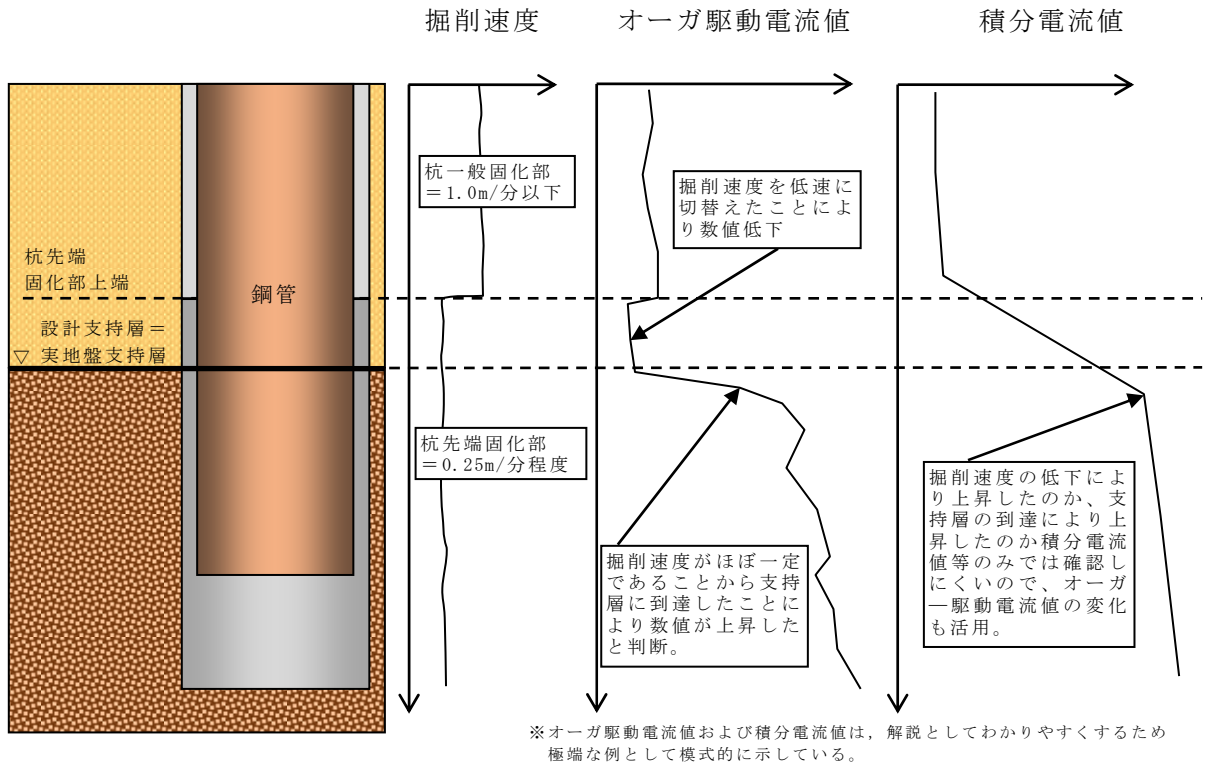 掘削速度
オーガ駆動電流値
積分電流値
杭一般固化部
＝1.0m/分以下
掘削速度を低速に
切替えたことによ
り数値低下
杭先端
固化部上端
鋼管
設計支持層＝
▽ 実地盤支持層
杭先端固化部
＝0.25m/分程度
掘削速度がほぼ一定
であることから支持
層に到達したことに
より数値が上昇した
と判断。
掘削速度の低下によ
り上昇したのか、支
持層の到達により上
昇したのか積分電流
値等のみでは確認し
にくいので、オーガ
―駆動電流値の変化
も活用。
※オーガ駆動電流値および積分電流値は，解説としてわかりやすくするため
極端な例として模式的に示している。